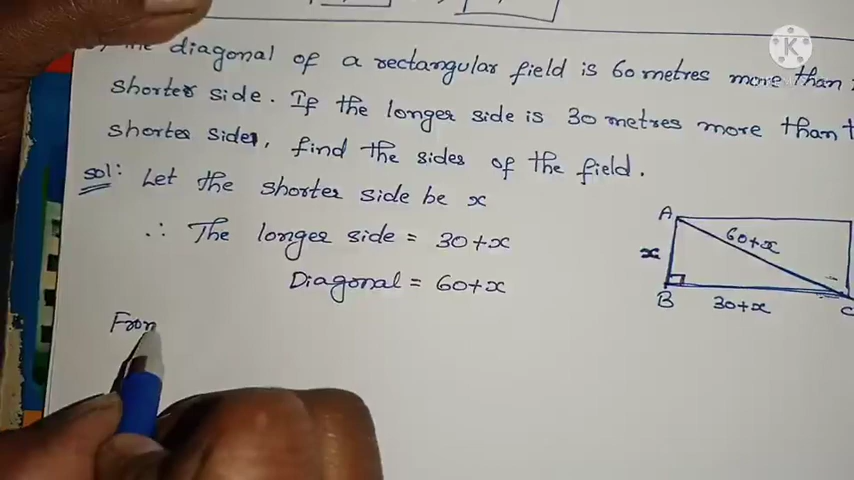 The diagonal of a rectangular field is 60 metres more than
shorter side. If the longer side is 30 metres more than
shorter side, find the sides of the field.
Sol: Let the shorter side be x
∴ The longer side = 30+x
Diagonal = 60+x
From
A
60+x
x
B
30+x
C
K